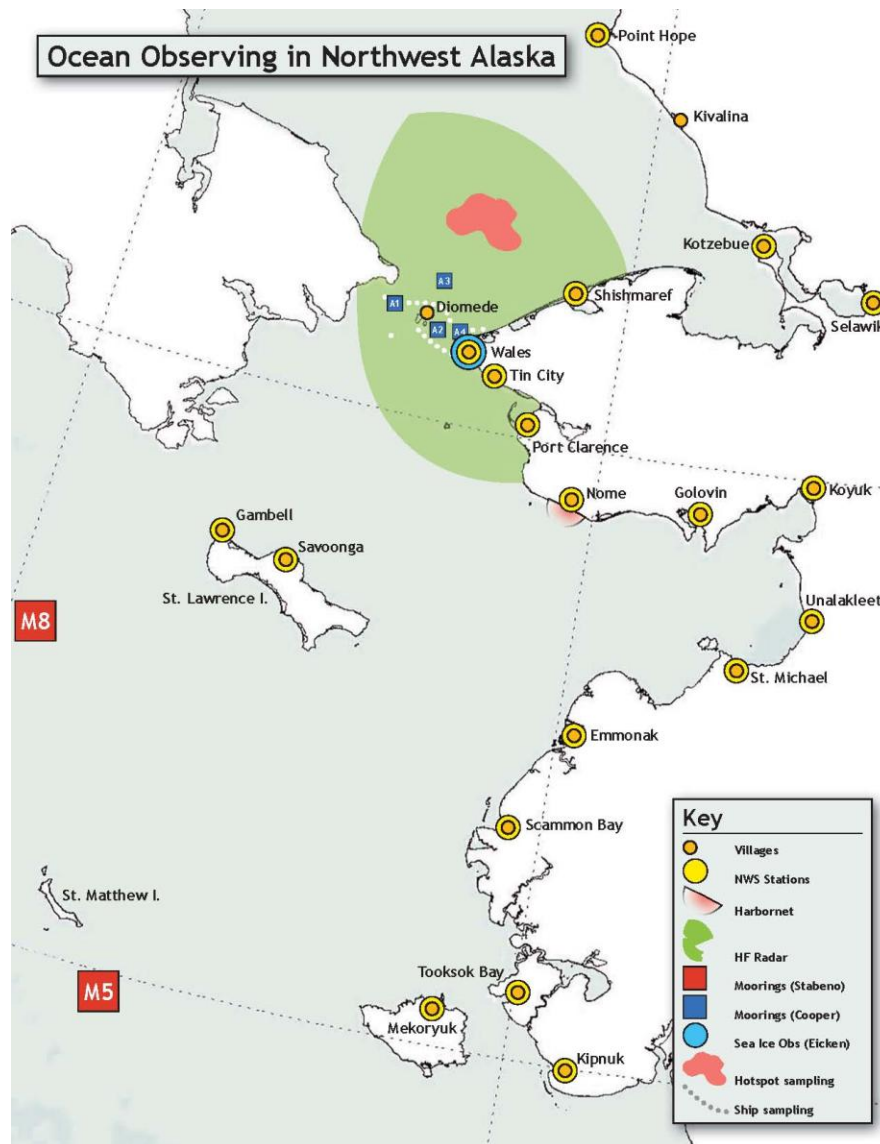 Ocean Observing in Northwest Alaska
Point Hope
Kivalina
Kotzebue
Selawik
Shishmaref
A3
A1
Diomede
A2
A4
Wales
Tin City
Port Clarence
Nome
Golovin
Koyuk
Gambell
Savoonga
St. Lawrence I.
M8
Unalakleet
St. Michael
Emmonak
Scammon Bay
St. Matthew I.
M5
Tooksok Bay
Mekoryuk
Kipnuk
Key
Villages
NWS Stations
Harbornet
HF Radar
Moorings (Stabeno)
Moorings (Cooper)
Sea Ice Obs (Eicken)
Hotspot sampling
Ship sampling